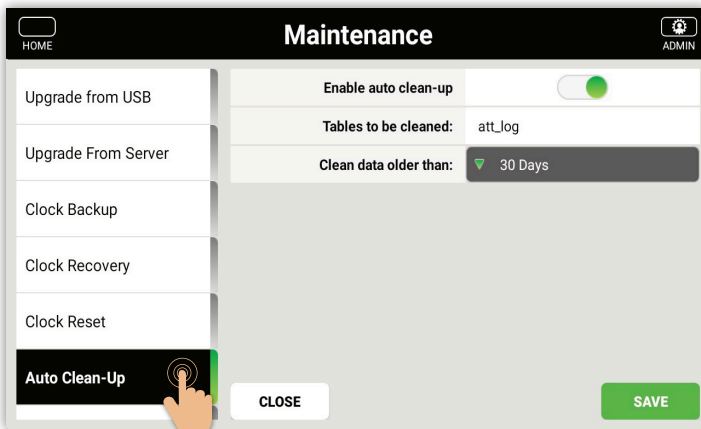 HOME
Maintenance
ADMIN
Upgrade from USB
Upgrade From Server
Clock Backup
Clock Recovery
Clock Reset
Auto Clean-Up
Enable auto clean-up
Tables to be cleaned: att_log
Clean data older than: 30 Days
CLOSE
SAVE